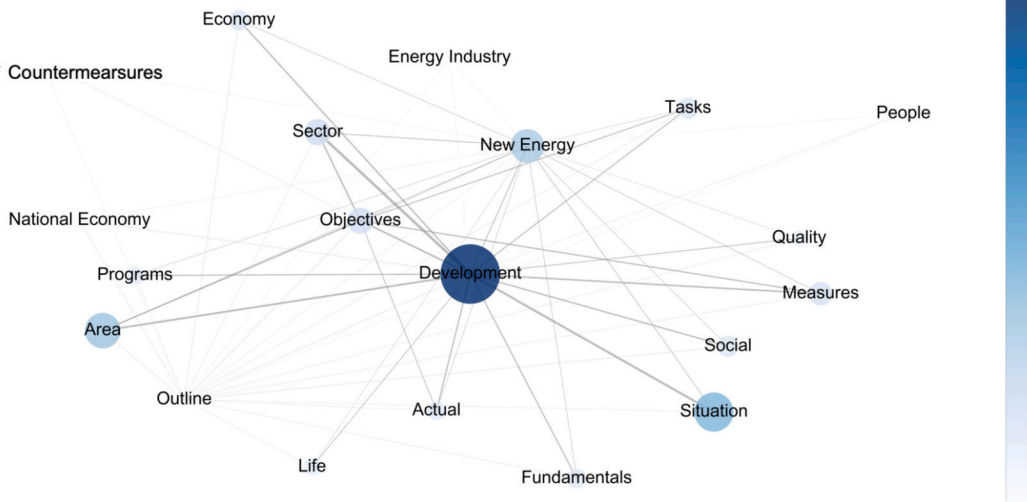 Economy
Energy Industry
Countermearsures
Tasks
People
Sector
New Energy
National Economy
Objectives
Quality
Programs
Development
Measures
Area
Social
Outline
Actual
Situation
Life
Fundamentals